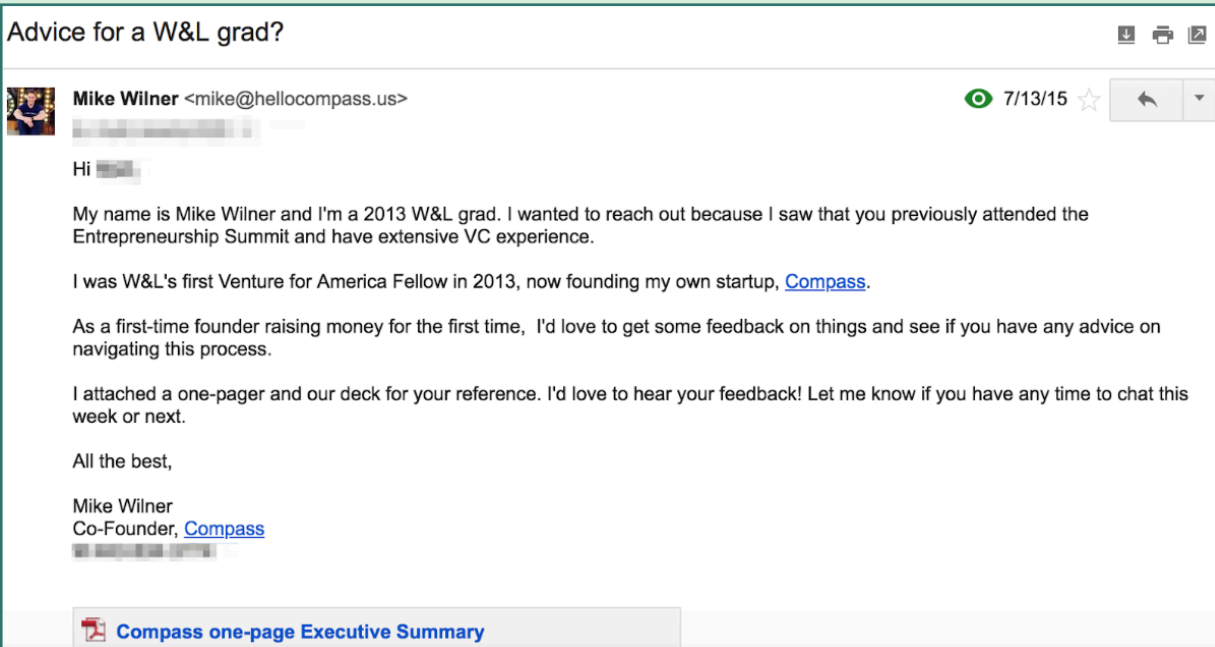 Advice for a W&L grad?
Mike Wilner <mike@hellocompass.us>
7/13/15
Hi
My name is Mike Wilner and I'm a 2013 W&L grad. I wanted to reach out because I saw that you previously attended the
Entrepreneurship Summit and have extensive VC experience.
I was W&L's first Venture for America Fellow in 2013, now founding my own startup, Compass.
As a first-time founder raising money for the first time,  I'd love to get some feedback on things and see if you have any advice on
navigating this process.
I attached a one-pager and our deck for your reference. I'd love to hear your feedback! Let me know if you have any time to chat this
week or next.
All the best,
Mike Wilner
Co-Founder, Compass
Compass one-page Executive Summary